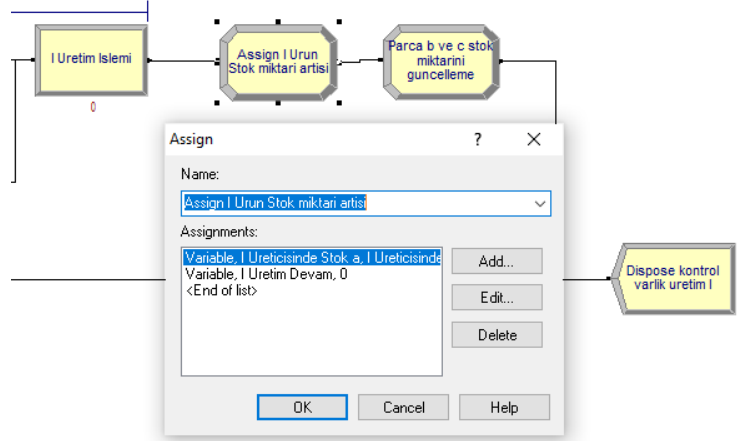 I Uretim Islemi
0
Assign I Urun
Stok miktari artisi
Parca b ve c stok
miktarini
guncelleme
Assign
?
Name:
Assign I Urun Stok miktari artisi
Assignments:
Variable, I Ureticisinde Stok a, I Ureticisinde
Variable, I Uretim Devam, 0
<End of list>
Add...
Edit...
Delete
OK
Cancel
Help
Dispose kontrol
varlik uretim I